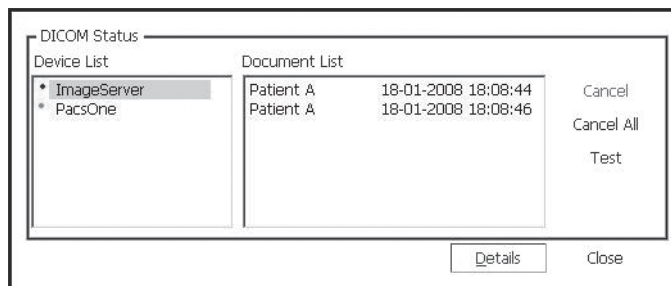 DICOM Status
Device List
Document List
ImageServer
PacsOne
Patient A 18-01-2008 18:08:44
Patient A 18-01-2008 18:08:46
Cancel
Cancel All
Test
Details
Close